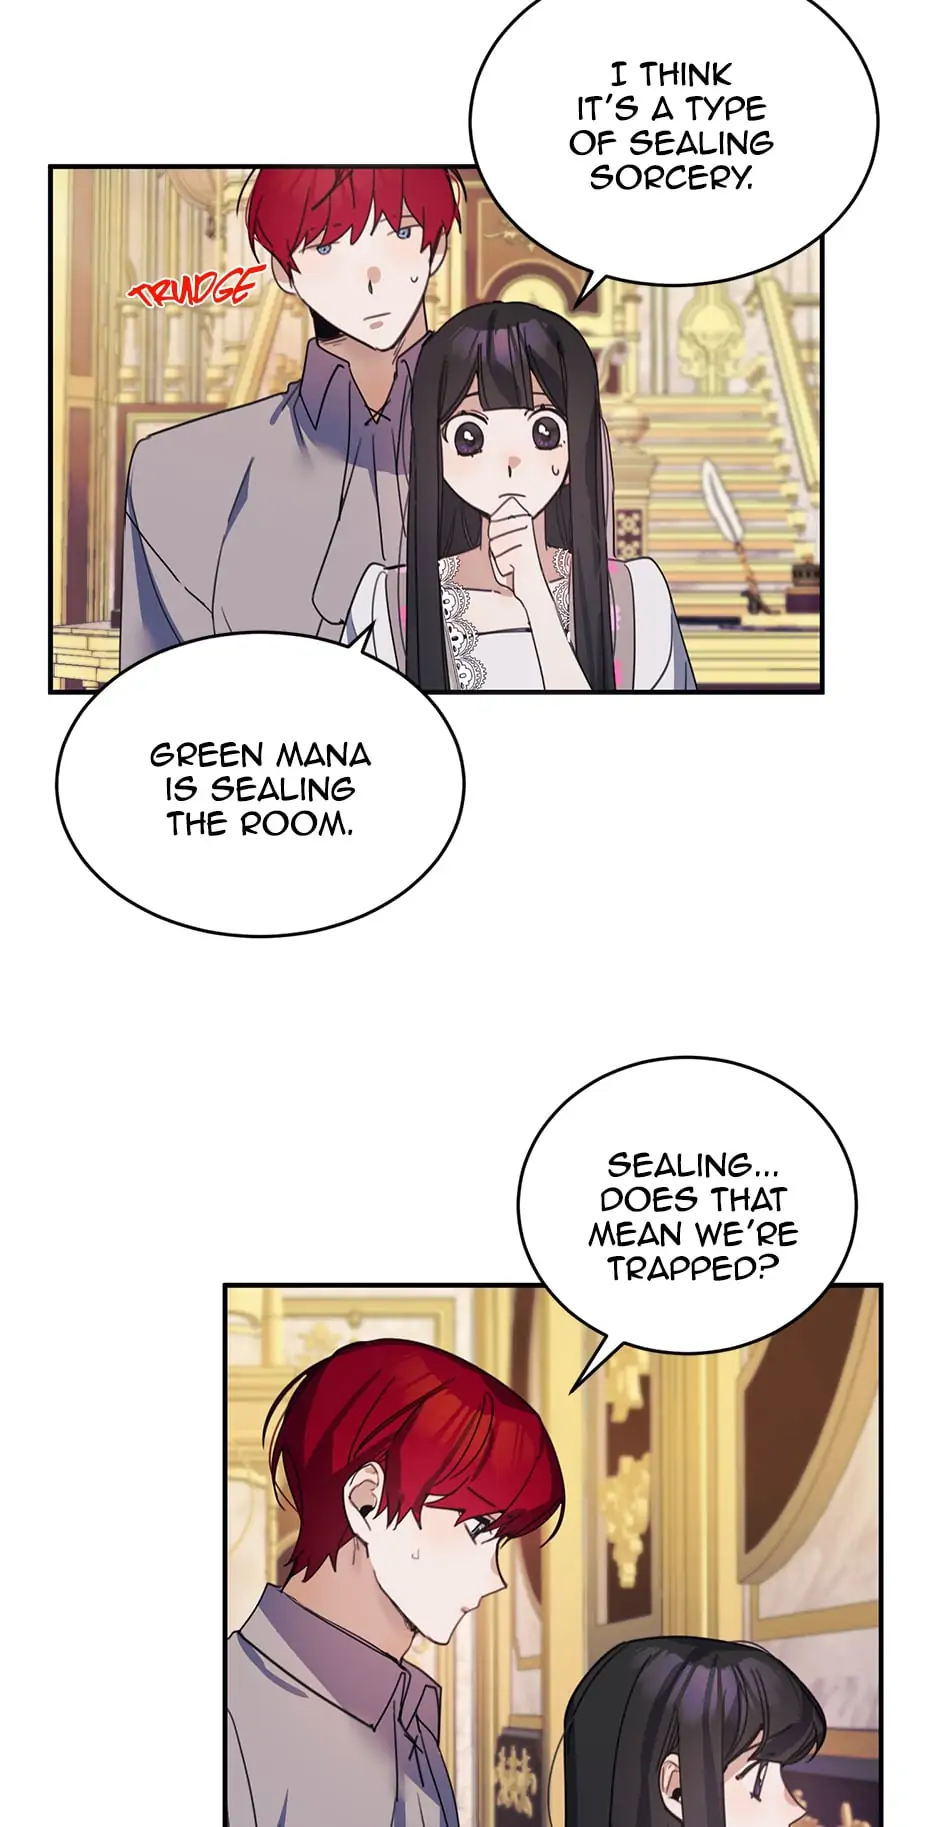 I THINK
IT'S A TYPE
OF SEALING
SORCERY.
TRUDGE
GREEN MANA
IS SEALING
THE ROOM.
SEALING...
DOES THAT
MEAN WE'RE
TRAPPED?